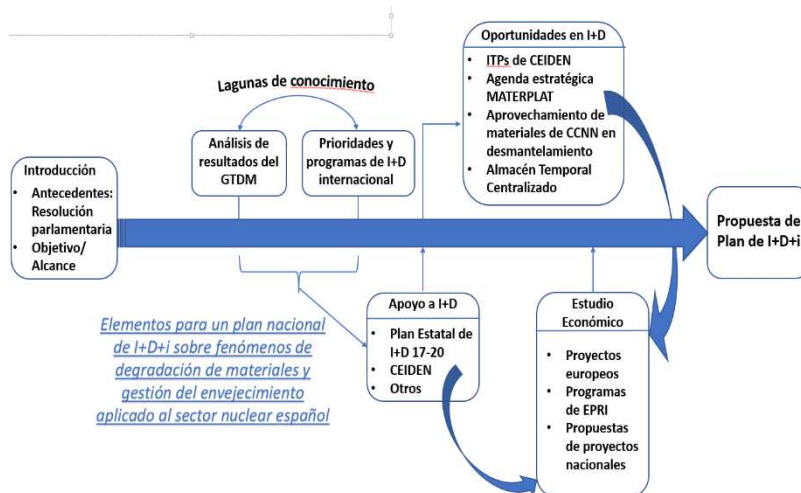 Oportunidades en I+D
• ITPs de CEIDEN
• Agenda estratégica
MATERPLAT
• Aprovechamiento de
materiales de CCNN en
desmantelamiento
• Almacén Temporal
Centralizado
Lagunas de conocimiento
Análisis de
resultados del
GTDM
Prioridades y
programas de I+D
internacional
Introducción
• Antecedentes:
Resolución
parlamentaria
• Objetivo/
Alcance
Propuesta de
Plan de I+D+i
Apoyo a I+D
• Plan Estatal de
I+D 17-20
• CEIDEN
• Otros
Estudio
Económico
• Proyectos
europeos
• Programas
de EPRI
• Propuestas
de proyectos
nacionales
Elementos para un plan nacional
de I+D+i sobre fenómenos de
degradación de materiales y
gestión del envejecimiento
aplicado al sector nuclear español